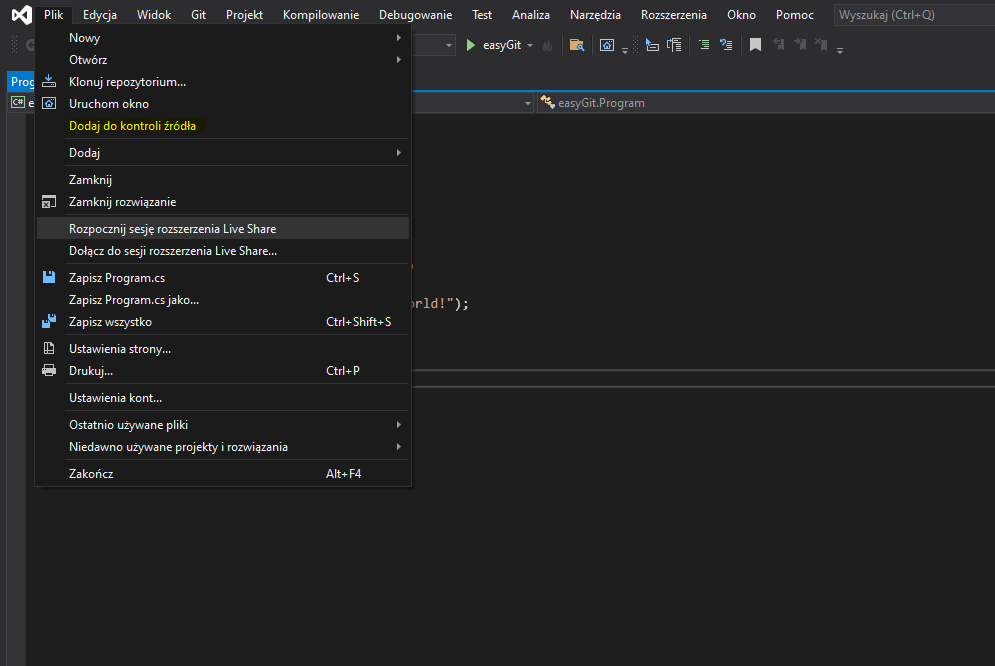 Plik Edycja Widok Git Projekt Kompilowanie Debugowanie Test Analiza Narzędzia Rozszerzenia Okno Pomoc Wyszukaj (Ctrl+Q)
Nowy
easyGit
Otwórz
Klonuj repozytorium...
Uruchom okno
C# easyGit.Program
Dodaj do kontroli źródła
Dodaj
Zamknij
Zamknij rozwiązanie
Rozpocznij sesję rozszerzenia Live Share
Dołącz do sesji rozszerzenia Live Share...
Zapisz Program.cs Ctrl+S
Zapisz Program.cs jako...
orld!");
Zapisz wszystko Ctrl+Shift+S
Ustawienia strony...
Drukuj... Ctrl+P
Ustawienia kont...
Ostatnio używane pliki
Niedawno używane projekty i rozwiązania
Zakończ Alt+F4